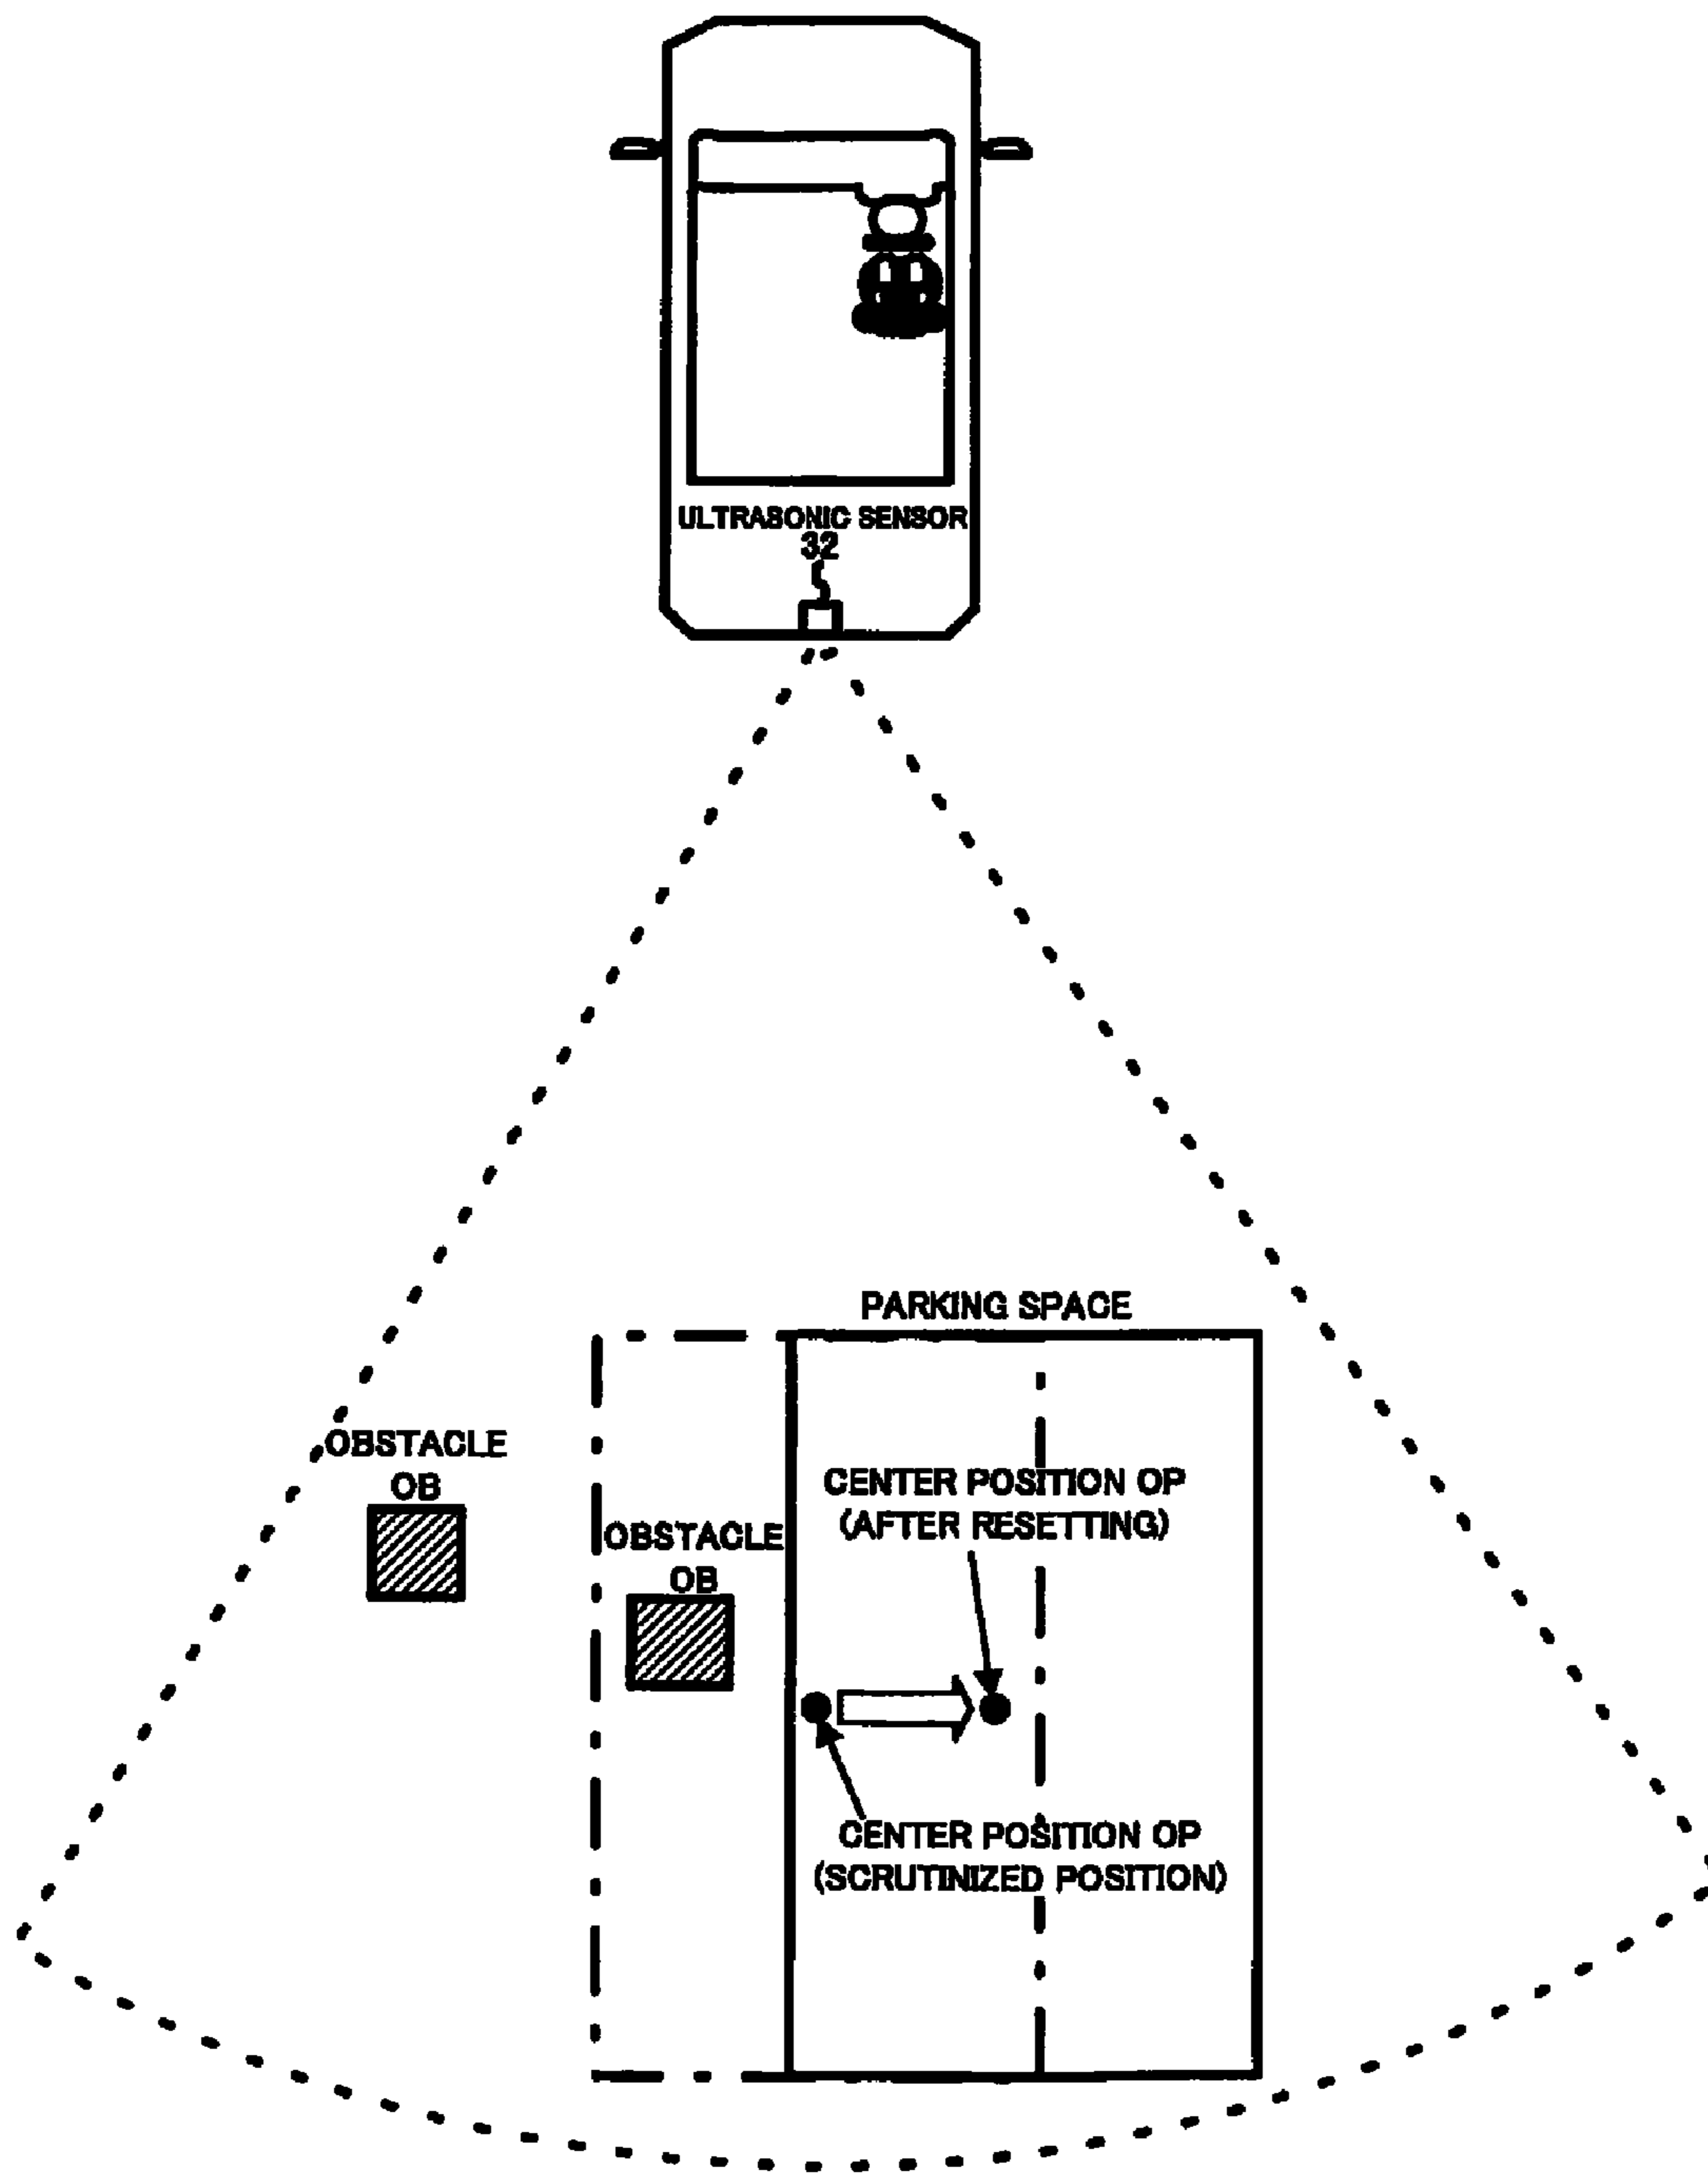 ULTRASONIC SENSOR
32
PARKING SPACE
OBSTACLE
OB
OBSTACLE
OB
CENTER POSITION OP
(AFTER RESETTING)
CENTER POSITION OP
(SCRUTINIZED POSITION)